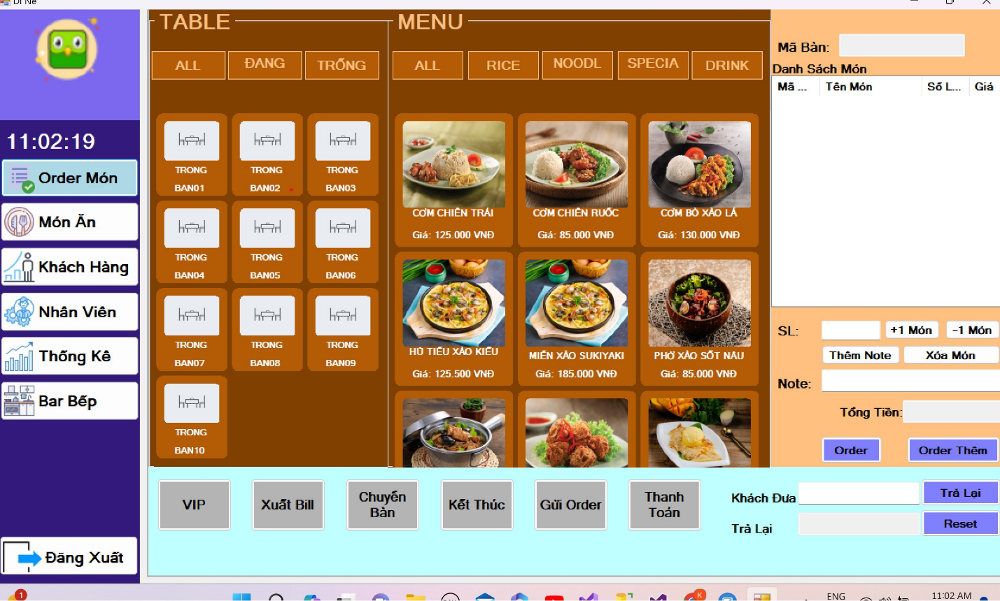 Di Ne
TABLE
MENU
ALL
ĐANG
TRỐNG
ALL
RICE
NOODL
SPECIA
DRINK
Mã Bàn:
Danh Sách Món
Mã ...
Tên Món
Số L...
Giá
11:02:19
Order Món
Món Ăn
Khách Hàng
Nhân Viên
Thống Kê
Bar Bếp
Đăng Xuất
TRONG
BAN01
TRONG
BAN02
TRONG
BAN03
TRONG
BAN04
TRONG
BAN05
TRONG
BAN06
TRONG
BAN07
TRONG
BAN08
TRONG
BAN09
TRONG
BAN10
CƠM CHIÊN TRÁI
Giá: 125.000 VNĐ
CƠM CHIÊN RUỐC
Giá: 85.000 VNĐ
CƠM BÒ XÀO LÁ
Giá: 130.000 VNĐ
HỦ TIẾU XÀO KIỂU
Giá: 125.500 VNĐ
MIẾN XÀO SUKIYAKI
Giá: 185.000 VNĐ
PHỞ XÀO SỐT NÂU
Giá: 85.000 VNĐ
SL:
+1 Món
-1 Món
Thêm Note
Xóa Món
Note:
Tổng Tiền:
Order
Order Thêm
VIP
Xuất Bill
Chuyển
Bàn
Kết Thúc
Gửi Order
Thanh
Toán
Khách Đưa
Trả Lại
Trả Lại
Reset
1
K
ENG
11:02 AM